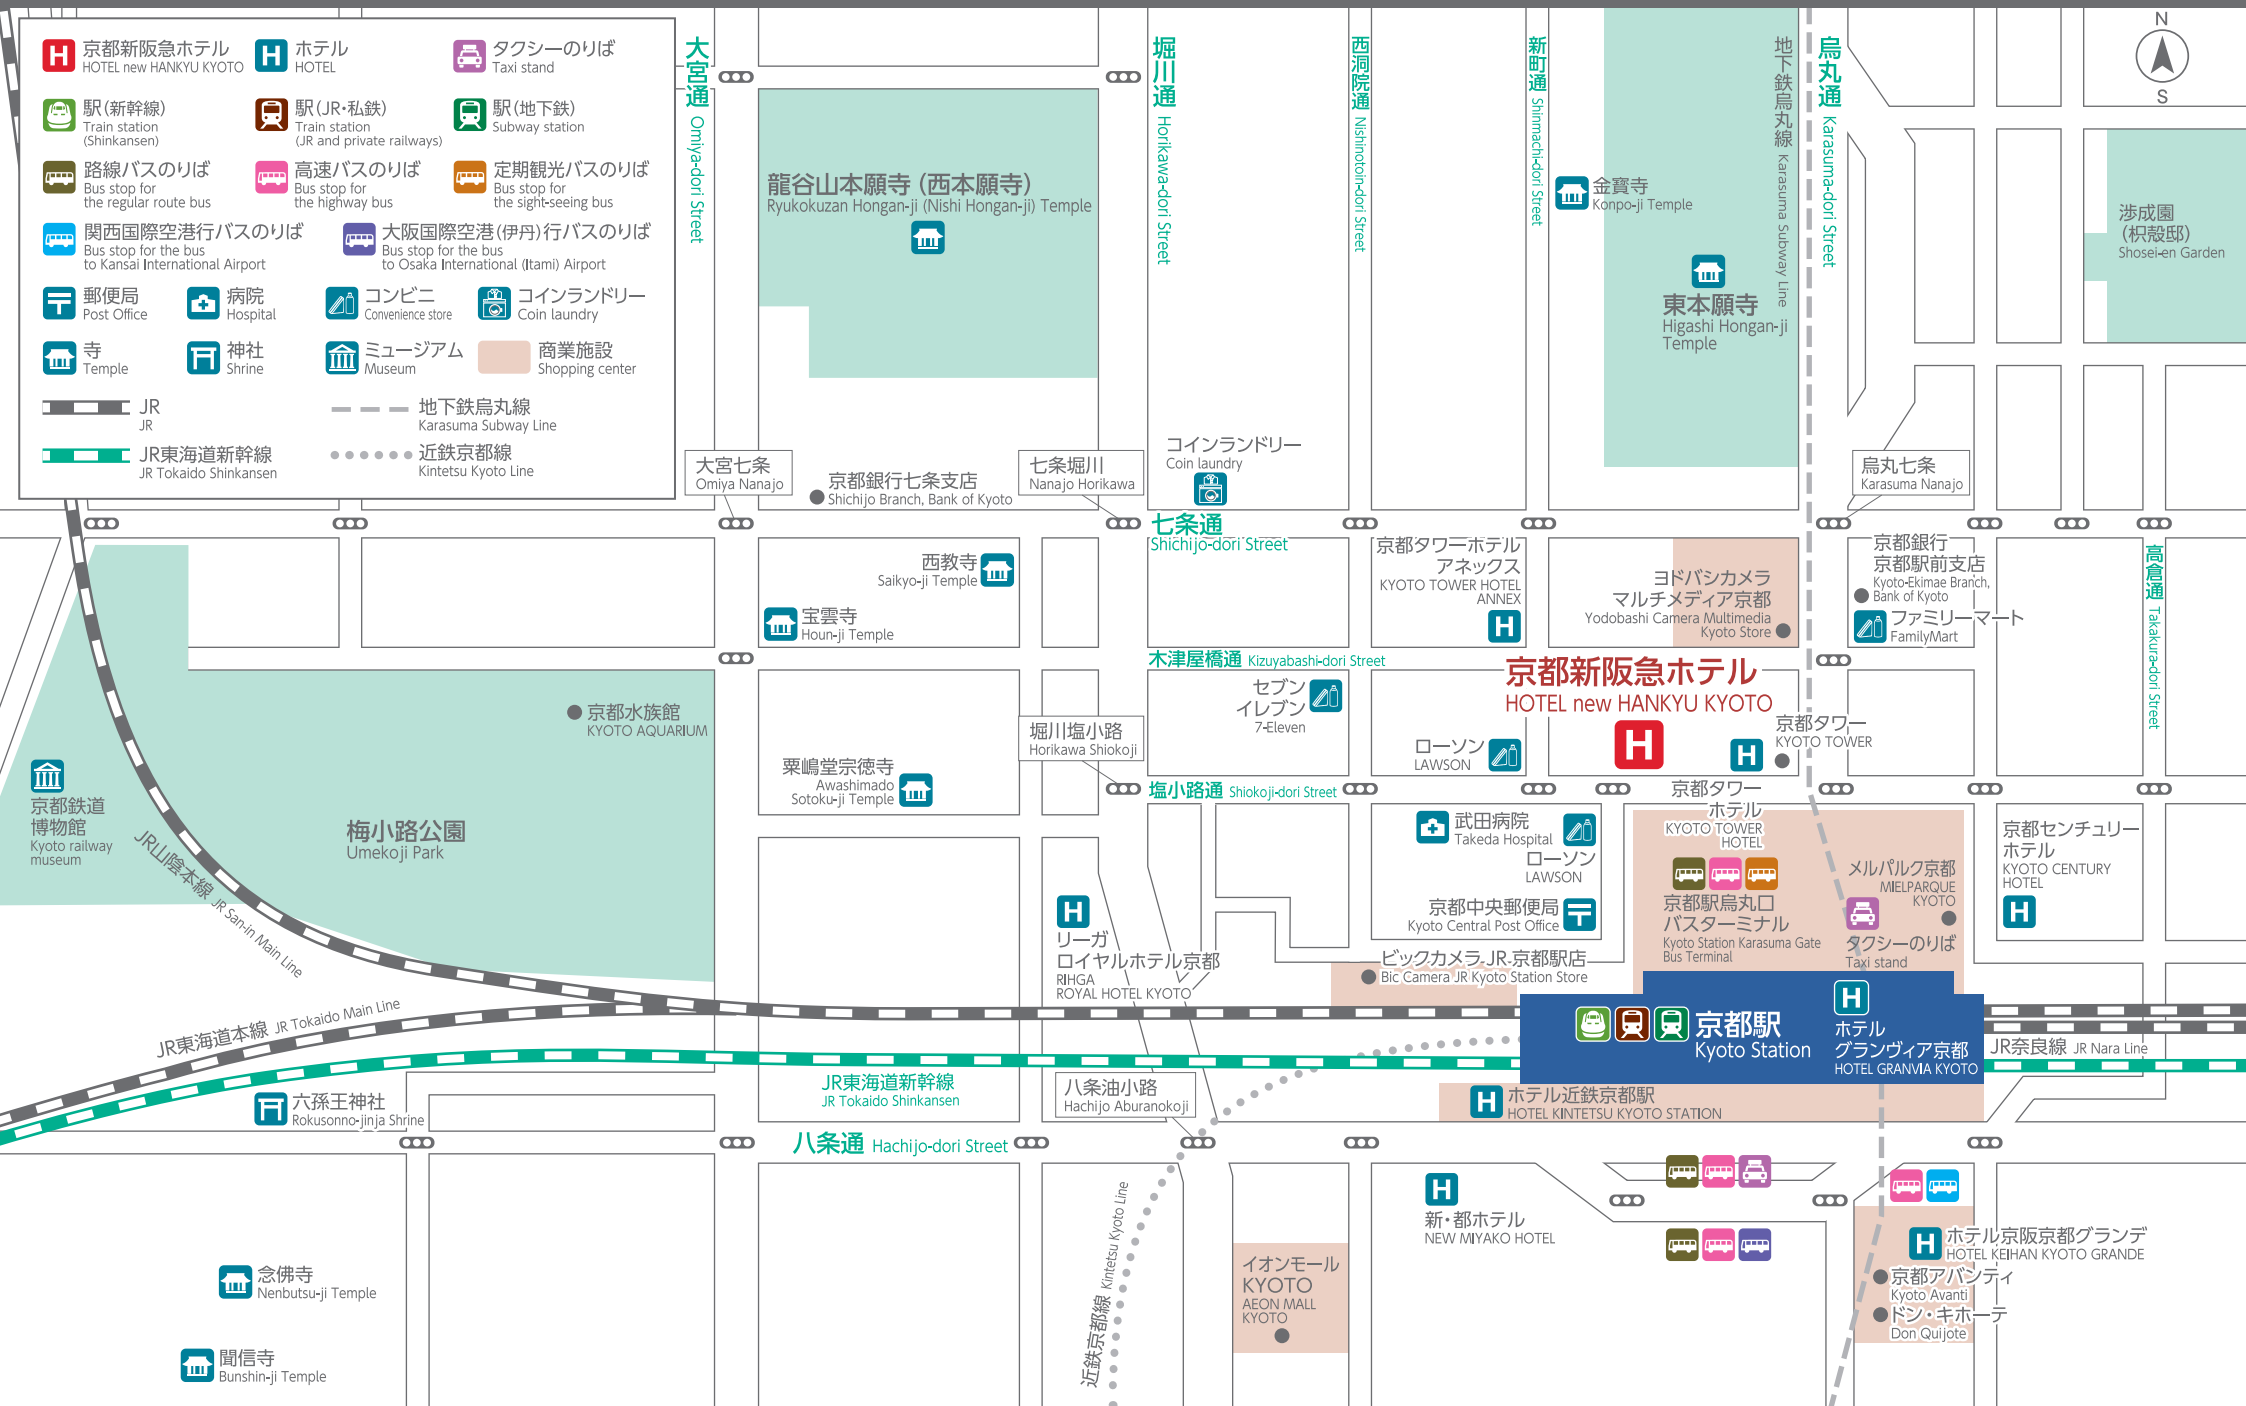 京都新阪急ホテル
HOTEL new HANKYU KYOTO
ホテル
HOTEL
タクシーのりば
Taxi stand
駅(新幹線)
Train station
(Shinkansen)
駅(JR・私鉄)
Train station
(JR and private railways)
駅(地下鉄)
Subway station
路線バスのりば
Bus stop for
the regular route bus
高速バスのりば
Bus stop for
the highway bus
定期観光バスのりば
Bus stop for
the sight-seeing bus
関西国際空港行バスのりば
Bus stop for the bus
to Kansai International Airport
大阪国際空港(伊丹)行バスのりば
Bus stop for the bus
to Osaka International (Itami) Airport
郵便局
Post Office
病院
Hospital
コンビニ
Convenience store
コインランドリー
Coin laundry
寺
Temple
神社
Shrine
ミュージアム
Museum
商業施設
Shopping center
JR
JR
地下鉄烏丸線
Karasuma Subway Line
JR東海道新幹線
JR Tokaido Shinkansen
近鉄京都線
Kintetsu Kyoto Line
大宮通 Omiya-dori Street
堀川通 Horikawa-dori Street
西洞院通 Nishinotoin-dori Street
新町通 Shinmachi-dori Street
地下鉄烏丸線 Karasuma Subway Line
烏丸通 Karasuma-dori Street
N
S
龍谷山本願寺(西本願寺)
Ryukokuzan Hongan-ji (Nishi Hongan-ji) Temple
金寳寺
Konpo-ji Temple
東本願寺
Higashi Hongan-ji
Temple
渉成園
(枳殻邸)
Shosei-en Garden
大宮七条
Omiya Nanajo
京都銀行七条支店
Shichijo Branch, Bank of Kyoto
七条堀川
Nanajo Horikawa
コインランドリー
Coin laundry
烏丸七条
Karasuma Nanajo
七条通
Shichijo-dori Street
西教寺
Saikyo-ji Temple
宝雲寺
Houn-ji Temple
京都タワーホテル
アネックス
KYOTO TOWER HOTEL
ANNEX
ヨドバシカメラ
マルチメディア京都
Yodobashi Camera Multimedia
Kyoto Store
京都銀行
京都駅前支店
Kyoto-Ekimae Branch,
Bank of Kyoto
ファミリーマート
FamilyMart
高倉通 Takakura-dori Street
木津屋橋通 Kizuyabashi-dori Street
京都新阪急ホテル
HOTEL new HANKYU KYOTO
セブン
イレブン
7-Eleven
ローソン
LAWSON
京都タワー
KYOTO TOWER
京都水族館
KYOTO AQUARIUM
堀川塩小路
Horikawa Shiokoji
塩小路通 Shiokoji-dori Street
粟嶋堂宗徳寺
Awashimado
Sotoku-ji Temple
京都鉄道
博物館
Kyoto railway
museum
梅小路公園
Umekoji Park
JR山陰本線 JR San-in Main Line
京都タワー
ホテル
KYOTO TOWER
HOTEL
武田病院
Takeda Hospital
ローソン
LAWSON
京都中央郵便局
Kyoto Central Post Office
京都駅烏丸口
バスターミナル
Kyoto Station Karasuma Gate
Bus Terminal
メルパルク京都
MIELPARQUE
KYOTO
タクシーのりば
Taxi stand
京都センチュリー
ホテル
KYOTO CENTURY
HOTEL
リーガ
ロイヤルホテル京都
RIHGA
ROYAL HOTEL KYOTO
ビックカメラ JR 京都駅店
Bic Camera JR Kyoto Station Store
京都駅
Kyoto Station
ホテル
グランヴィア京都
HOTEL GRANVIA KYOTO
JR奈良線 JR Nara Line
JR東海道本線 JR Tokaido Main Line
JR東海道新幹線
JR Tokaido Shinkansen
八条油小路
Hachijo Aburanokoji
ホテル近鉄京都駅
HOTEL KINTETSU KYOTO STATION
六孫王神社
Rokusonno-jinja Shrine
八条通 Hachijo-dori Street
近鉄京都線 Kintetsu Kyoto Line
新・都ホテル
NEW MIYAKO HOTEL
イオンモール
KYOTO
AEON MALL
KYOTO
ホテル京阪京都グランデ
HOTEL KEIHAN KYOTO GRANDE
京都アバンティ
Kyoto Avanti
ドン・キホーテ
Don Quijote
念佛寺
Nenbutsu-ji Temple
聞信寺
Bunshin-ji Temple